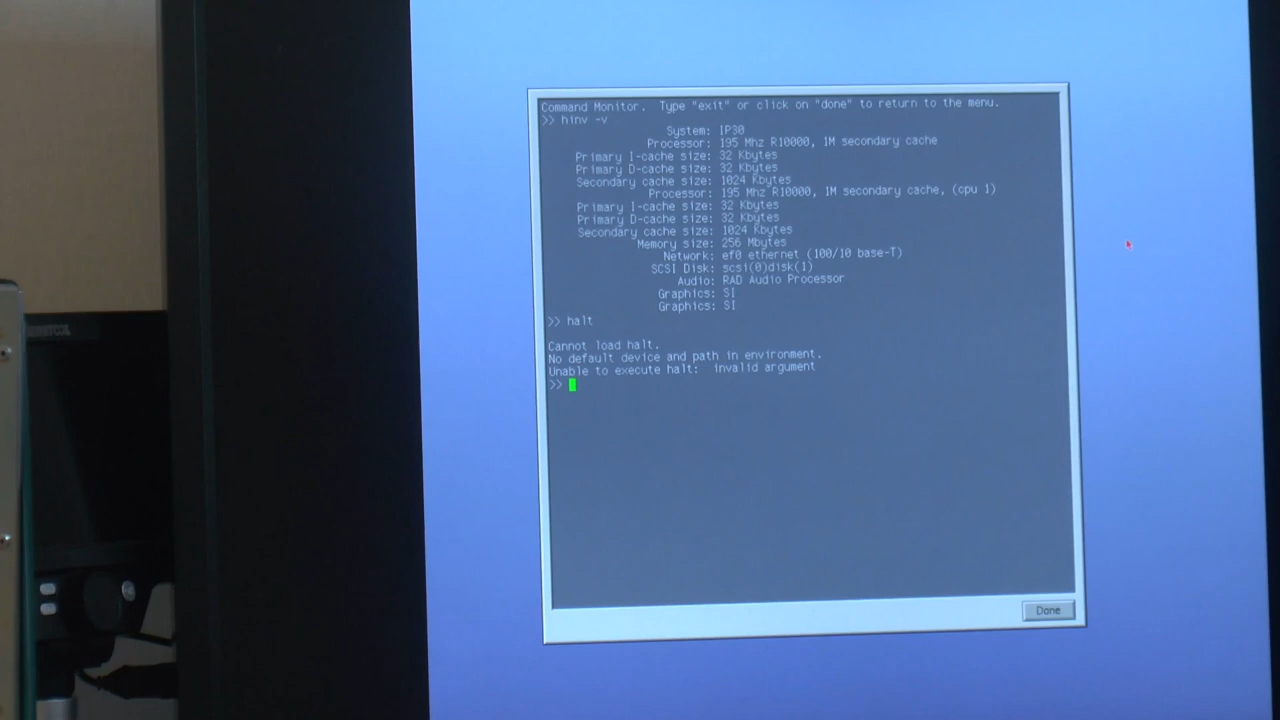 Command Monitor. Type "exit" or click on "done" to return to the menu.
>> hinv -v
System: IP30
Processor: 195 Mhz R10000, 1M secondary cache
Primary I-cache size: 32 Kbytes
Primary D-cache size: 32 Kbytes
Secondary cache size: 1024 Kbytes
Processor: 195 Mhz R10000, 1M secondary cache, (cpu 1)
Primary I-cache size: 32 Kbytes
Primary D-cache size: 32 Kbytes
Secondary cache size: 1024 Kbytes
Memory size: 256 Mbytes
Network: ef0 ethernet (100/10 base-T)
SCSI Disk: scsi(0)disk(1)
Audio: RAD Audio Processor
Graphics: SI
Graphics: SI
>> halt
Cannot load halt.
No default device and path in environment.
Unable to execute halt: invalid argument
>>
Done